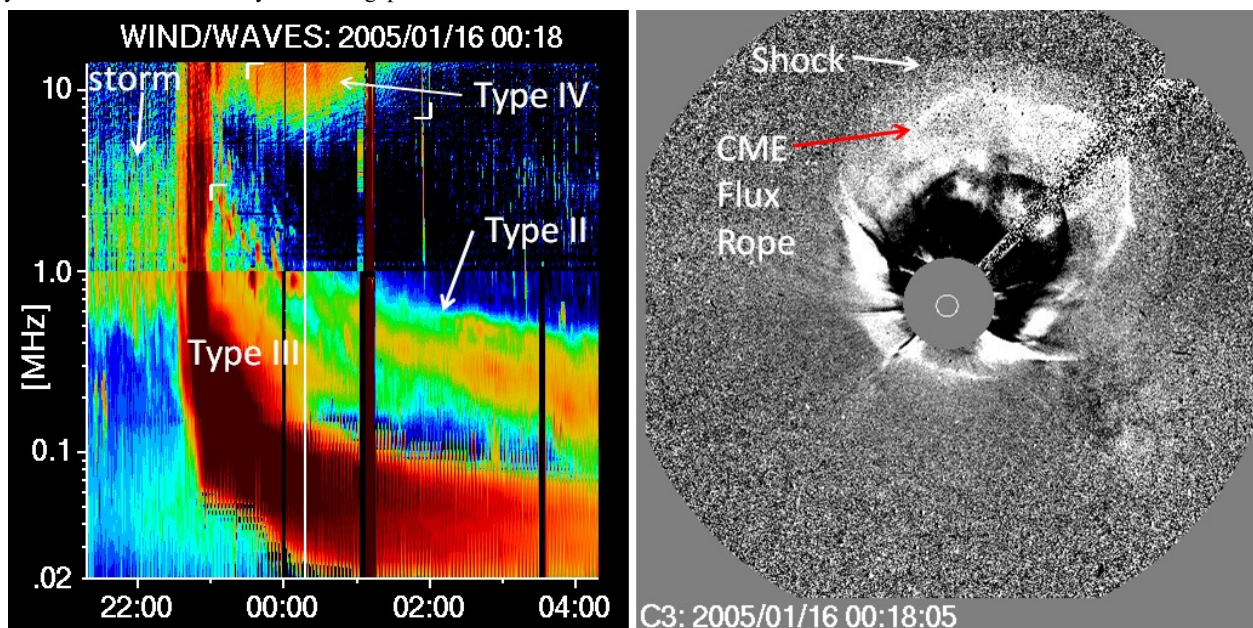 WIND/WAVES: 2005/01/16 00:18
storm
Type IV
Type II
Type III
10
1.0
0.1
.02
[MHz]
22:00 00:00 02:00 04:00
Shock
CME
Flux
Rope
C3: 2005/01/16 00:18:05